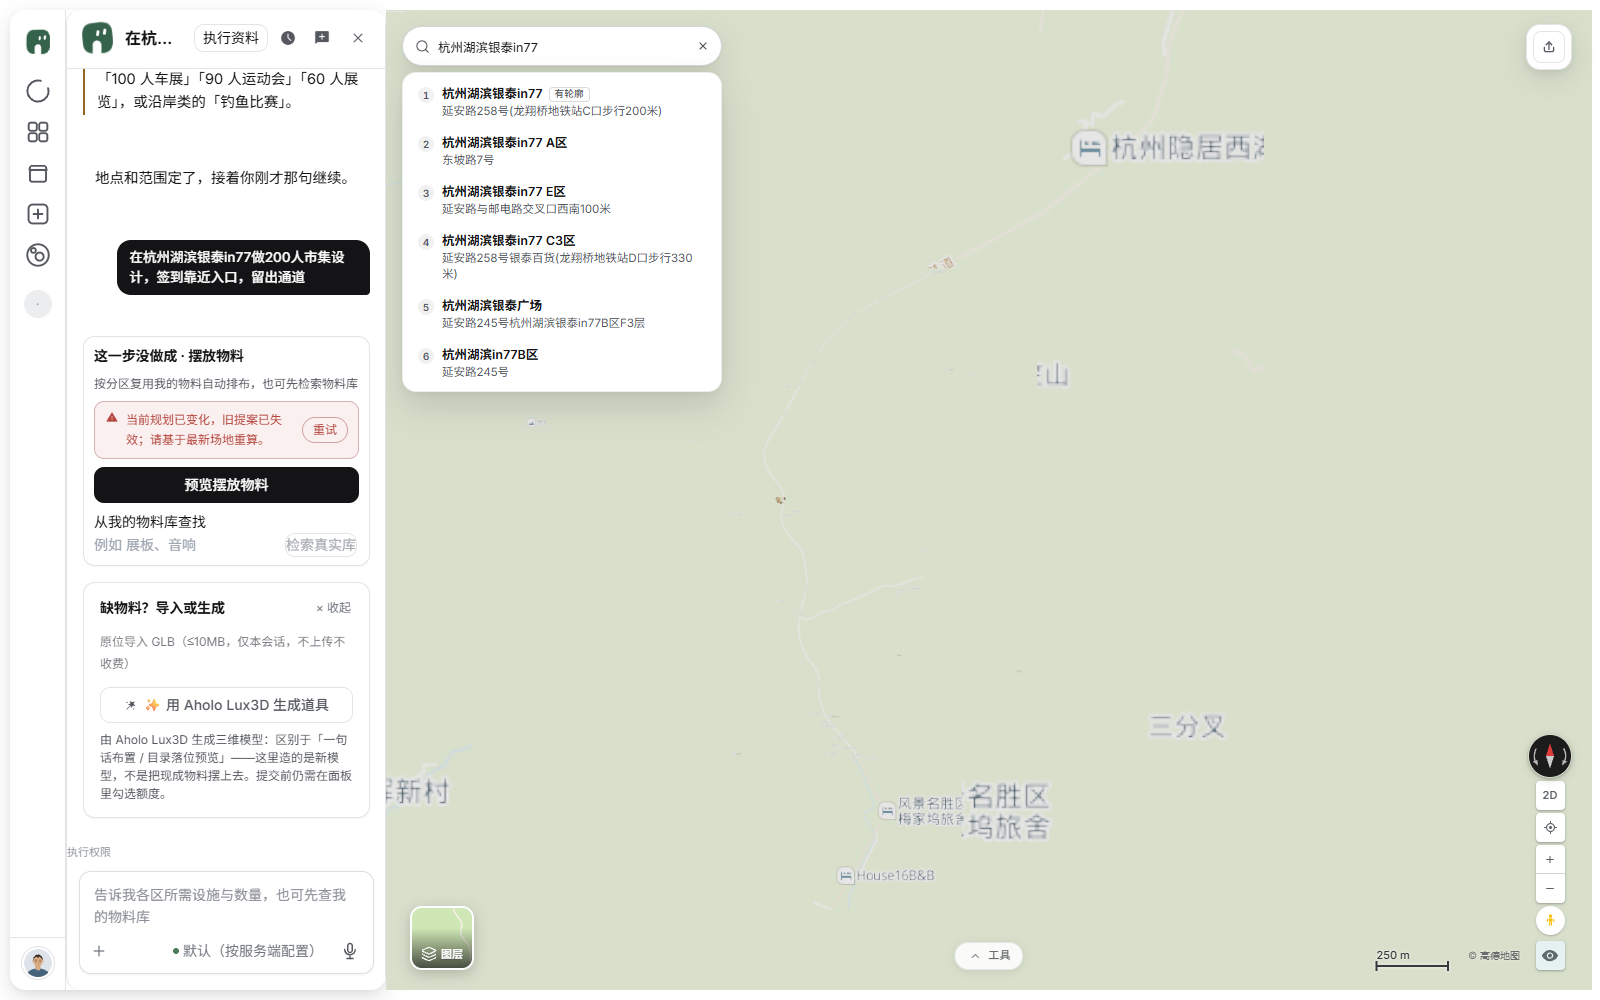 在杭...
执行资料
「100 人车展」「90 人运动会」「60 人展
览」，或沿岸类的「钓鱼比赛」。
地点和范围定了，接着你刚才那句继续。
在杭州湖滨银泰in77做200人市集设
计，签到靠近入口，留出通道
这一步没做成 · 摆放物料
按分区复用我的物料自动排布，也可先检索物料库
当前规划已变化，旧提案已失
效；请基于最新场地重算。
重试
预览摆放物料
从我的物料库查找
例如 展板、音响
检索真实库
缺物料？导入或生成
× 收起
原位导入 GLB（≤10MB，仅本会话，不上传不
收费）
✨ 用 Aholo Lux3D 生成道具
由 Aholo Lux3D 生成三维模型：区别于「一句
话布置 / 目录落位预览」——这里造的是新模
型，不是把现成物料摆上去。提交前仍需在面板
里勾选额度。
执行权限
告诉我各区所需设施与数量，也可先查我
的物料库
默认（按服务端配置）
杭州湖滨银泰in77
1 杭州湖滨银泰in77 有轮廓
延安路258号(龙翔桥地铁站C口步行200米)
2 杭州湖滨银泰in77 A区
东坡路7号
3 杭州湖滨银泰in77 E区
延安路与邮电路交叉口西南100米
4 杭州湖滨银泰in77 C3区
延安路258号银泰百货(龙翔桥地铁站D口步行330
米)
5 杭州湖滨银泰广场
延安路245号杭州湖滨银泰in77B区F3层
6 杭州湖滨in77B区
延安路245号
杭州隐居西
山
三分叉
新村
风景名胜区
梅家坞旅舍
名胜区
坞旅舍
House16B&B
图层
工具
250 m
© 高德地图
2D